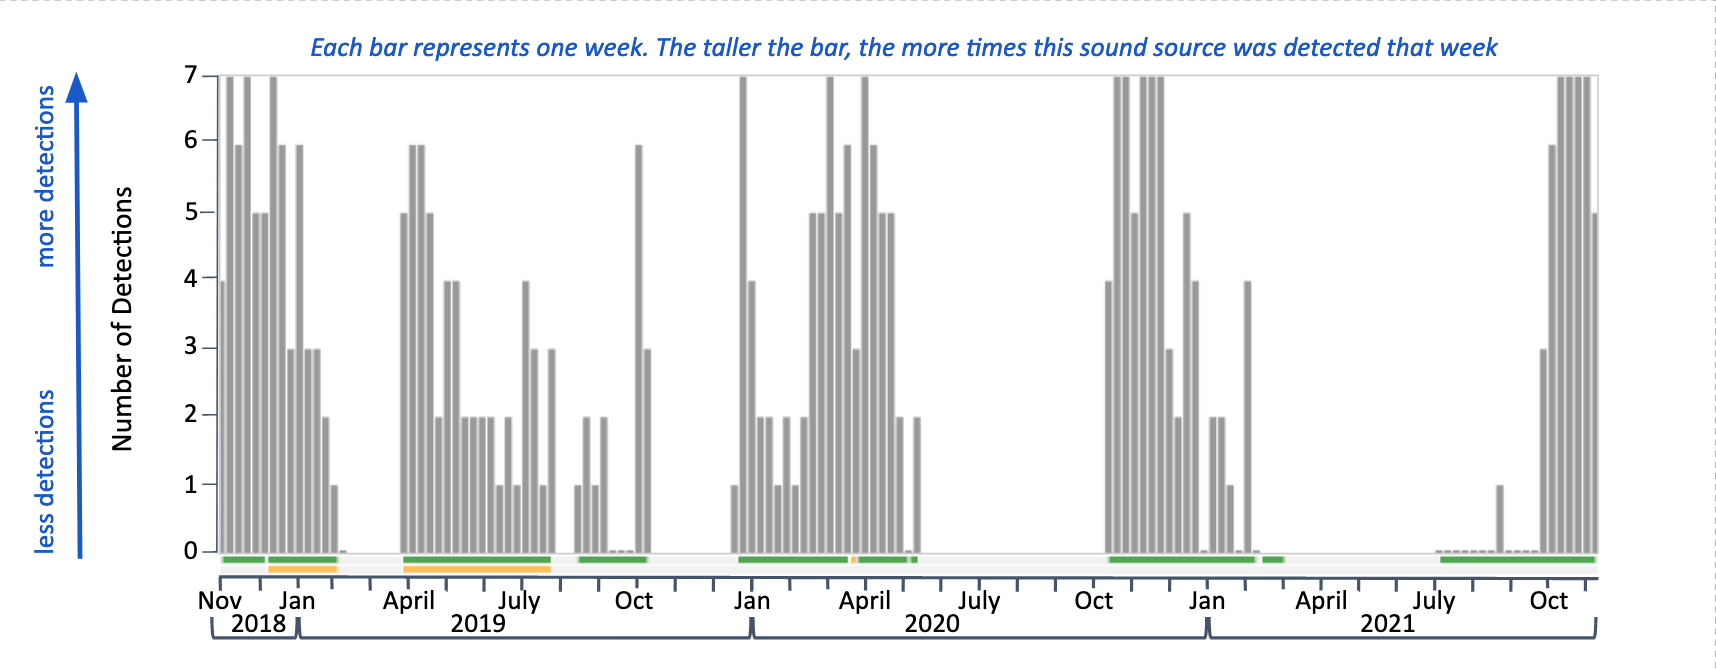 Each bar represents one week. The taller the bar, the more times this sound source was detected that week
more detections
less detections
Number of Detections
7
6
5
4
3
2
1
0
Nov Jan April July Oct Jan April July Oct Jan April July Oct
2018 2019 2020 2021